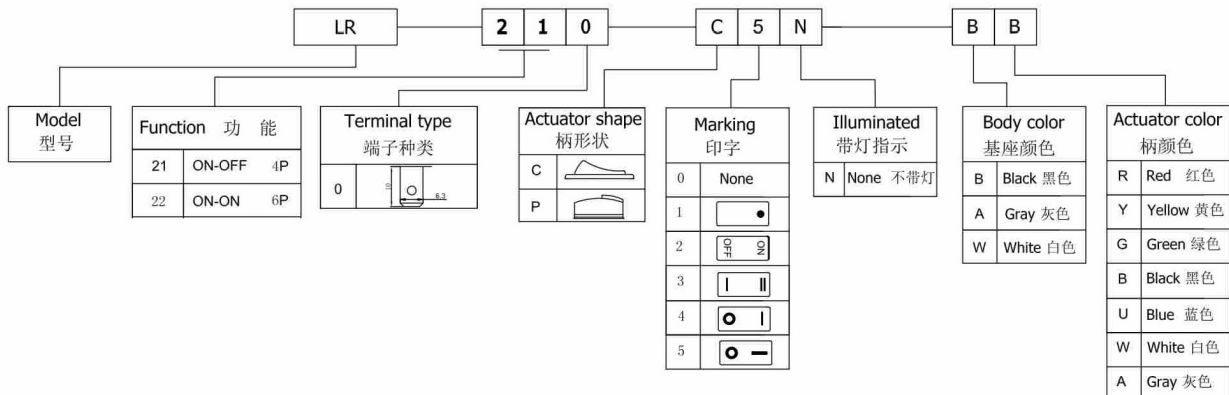 LR 2 1 0 C 5 N B B
Model
型号
Function 功 能
21 ON-OFF 4P
22 ON-ON 6P
Terminal type
端子种类
0 10 6.3
Actuator shape
柄形状
C
P
Marking
印字
0 None
1
2 OFF ON
3 I II
4 O I
5 O —
Illuminated
带灯指示
N None 不带灯
Body color
基座颜色
B Black 黑色
A Gray 灰色
W White 白色
Actuator color
柄颜色
R Red 红色
Y Yellow 黄色
G Green 绿色
B Black 黑色
U Blue 蓝色
W White 白色
A Gray 灰色